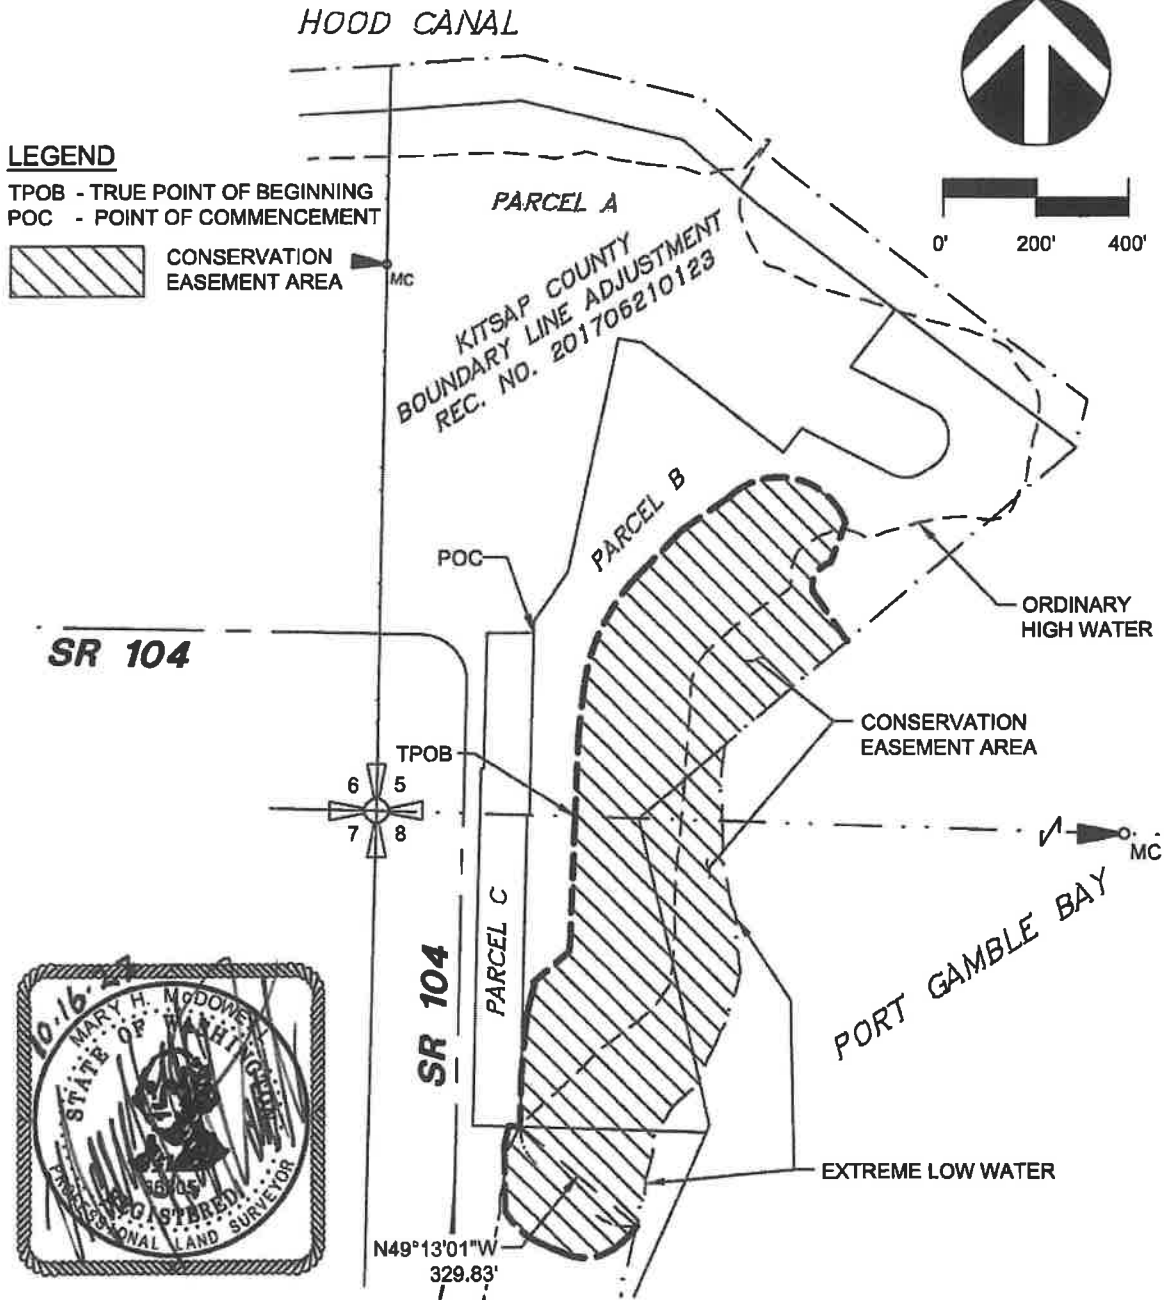 HOOD CANAL
LEGEND
TPOB - TRUE POINT OF BEGINNING
POC - POINT OF COMMENCEMENT
CONSERVATION
EASEMENT AREA
MC
PARCEL A
0' 200' 400'
KITSAP COUNTY
BOUNDARY LINE ADJUSTMENT
REC. NO. 201706210123
PARCEL B
POC
ORDINARY
HIGH WATER
SR 104
CONSERVATION
EASEMENT AREA
TPOB
6 5
7 8
MC
PARCEL C
SR 104
PORT GAMBLE BAY
10.16.24
MARY H. McDOWELL
STATE OF WASHINGTON
REGISTERED
PROFESSIONAL LAND SURVEYOR
EXTREME LOW WATER
N49°13'01"W
329.83'